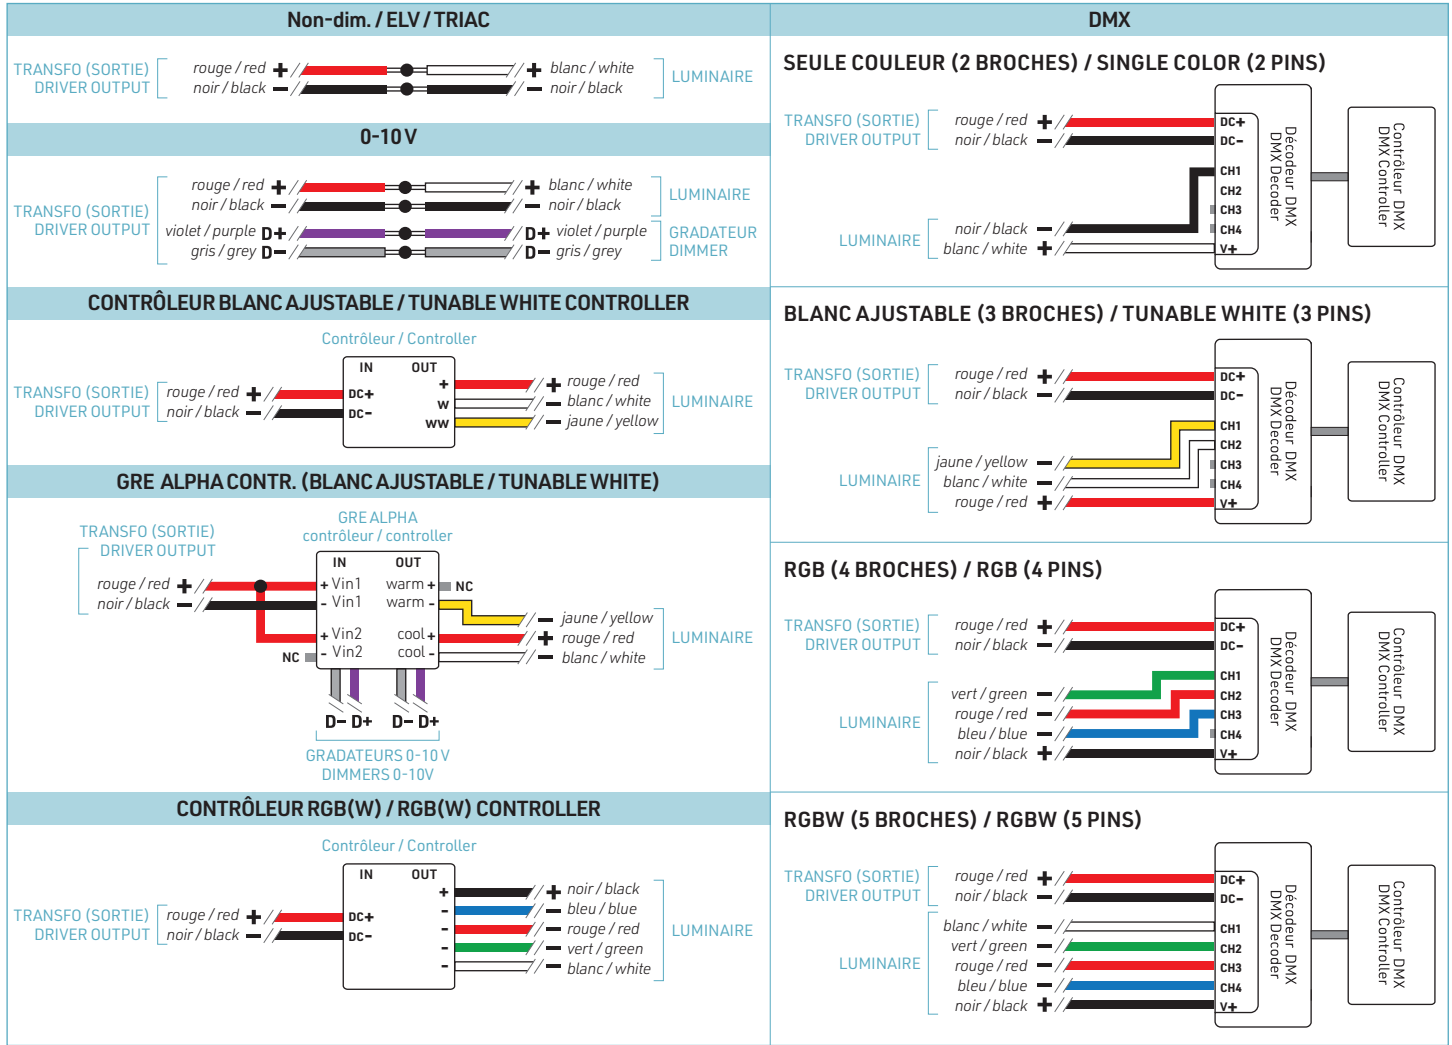 Non-dim. / ELV / TRIAC
TRANSFO (SORTIE)
DRIVER OUTPUT
rouge / red +
noir / black −
+ blanc / white
− noir / black
LUMINAIRE
0-10 V
TRANSFO (SORTIE)
DRIVER OUTPUT
rouge / red +
noir / black −
violet / purple D+
gris / grey D−
+ blanc / white
− noir / black
D+ violet / purple
D− gris / grey
LUMINAIRE
GRADATEUR
DIMMER
CONTRÔLEUR BLANC AJUSTABLE / TUNABLE WHITE CONTROLLER
Contrôleur / Controller
TRANSFO (SORTIE)
DRIVER OUTPUT
rouge / red +
noir / black −
IN OUT
DC+
DC−
+
W
WW
+ rouge / red
− blanc / white
− jaune / yellow
LUMINAIRE
GRE ALPHA CONTR. (BLANC AJUSTABLE / TUNABLE WHITE)
TRANSFO (SORTIE)
DRIVER OUTPUT
GRE ALPHA
contrôleur / controller
rouge / red +
noir / black −
IN OUT
+ Vin1 warm + NC
- Vin1 warm -
+ Vin2 cool +
NC - Vin2 cool -
− jaune / yellow
+ rouge / red
− blanc / white
LUMINAIRE
D− D+ D− D+
GRADATEURS 0-10 V
DIMMERS 0-10V
CONTRÔLEUR RGB(W) / RGB(W) CONTROLLER
Contrôleur / Controller
TRANSFO (SORTIE)
DRIVER OUTPUT
rouge / red +
noir / black −
IN OUT
DC+
DC−
+
-
-
-
-
+ noir / black
− bleu / blue
− rouge / red
− vert / green
− blanc / white
LUMINAIRE
DMX
SEULE COULEUR (2 BROCHES) / SINGLE COLOR (2 PINS)
TRANSFO (SORTIE)
DRIVER OUTPUT
rouge / red +
noir / black −
LUMINAIRE
noir / black −
blanc / white +
DC+
DC−
CH1
CH2
CH3
CH4
V+
Décodeur DMX
DMX Decoder
Contrôleur DMX
DMX Controller
BLANC AJUSTABLE (3 BROCHES) / TUNABLE WHITE (3 PINS)
TRANSFO (SORTIE)
DRIVER OUTPUT
rouge / red +
noir / black −
LUMINAIRE
jaune / yellow −
blanc / white −
rouge / red +
DC+
DC−
CH1
CH2
CH3
CH4
V+
Décodeur DMX
DMX Decoder
Contrôleur DMX
DMX Controller
RGB (4 BROCHES) / RGB (4 PINS)
TRANSFO (SORTIE)
DRIVER OUTPUT
rouge / red +
noir / black −
LUMINAIRE
vert / green −
rouge / red −
bleu / blue −
noir / black +
DC+
DC−
CH1
CH2
CH3
CH4
V+
Décodeur DMX
DMX Decoder
Contrôleur DMX
DMX Controller
RGBW (5 BROCHES) / RGBW (5 PINS)
TRANSFO (SORTIE)
DRIVER OUTPUT
rouge / red +
noir / black −
LUMINAIRE
blanc / white −
vert / green −
rouge / red −
bleu / blue −
noir / black +
DC+
DC−
CH1
CH2
CH3
CH4
V+
Décodeur DMX
DMX Decoder
Contrôleur DMX
DMX Controller